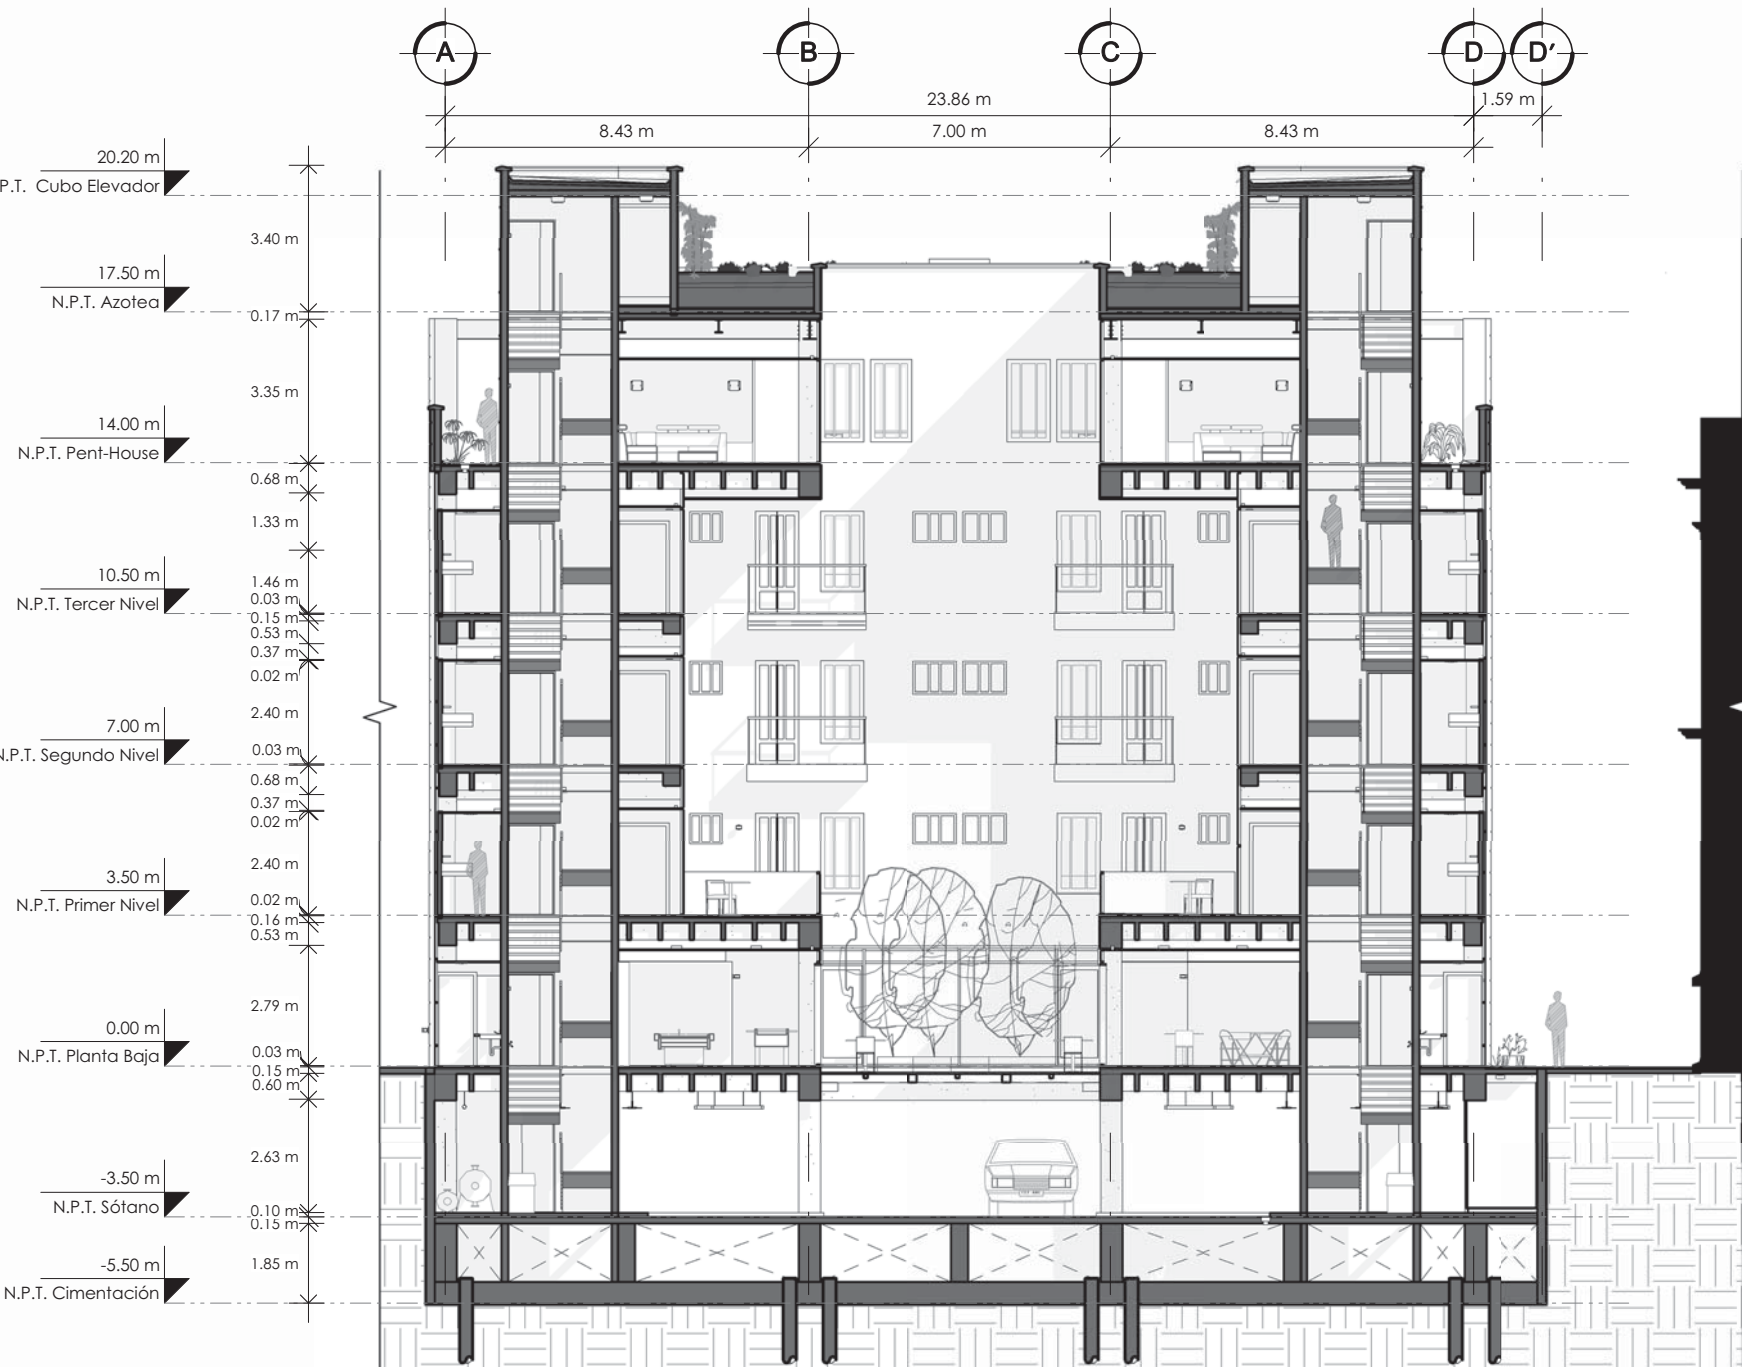 A
B
C
D
D'
23.86 m
1.59 m
8.43 m
7.00 m
8.43 m
20.20 m
P.T. Cubo Elevador
3.40 m
17.50 m
N.P.T. Azotea
0.17 m
3.35 m
14.00 m
N.P.T. Pent-House
0.68 m
1.33 m
10.50 m
N.P.T. Tercer Nivel
1.46 m
0.03 m
0.15 m
0.53 m
0.37 m
0.02 m
2.40 m
7.00 m
N.P.T. Segundo Nivel
0.03 m
0.68 m
0.37 m
0.02 m
2.40 m
3.50 m
N.P.T. Primer Nivel
0.02 m
0.16 m
0.53 m
2.79 m
0.00 m
N.P.T. Planta Baja
0.03 m
0.15 m
0.60 m
2.63 m
-3.50 m
N.P.T. Sótano
0.10 m
0.15 m
1.85 m
-5.50 m
N.P.T. Cimentación